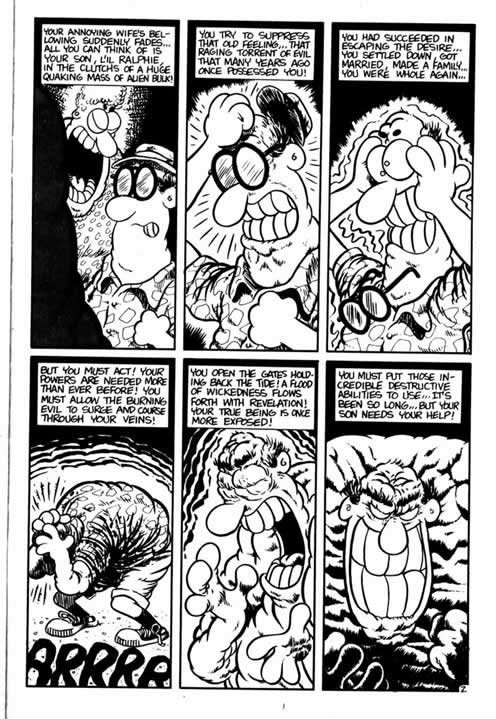 YOUR ANNOYING WIFE'S BEL-
LOWING SUDDENLY FADES...
ALL YOU CAN THINK OF IS
YOUR SON, L'IL RALPHIE,
IN THE CLUTCHS OF A HUGE
QUAKING MASS OF ALIEN BULK!
YOU TRY TO SUPPRESS
THAT OLD FEELING,.. THAT
RAGING TORRENT OF EVIL
THAT MANY YEARS AGO
ONCE POSSESSED YOU!
YOU HAD SUCCEEDED IN
ESCAPING THE DESIRE...
YOU SETTLED DOWN, GOT
MARRIED, MADE A FAMILY...
YOU WERE WHOLE AGAIN...
BUT YOU MUST ACT! YOUR
POWERS ARE NEEDED MORE
THAN EVER BEFORE! YOU
MUST ALLOW THE BURNING
EVIL TO SURGE AND COURSE
THROUGH YOUR VEINS!
ARRRR
YOU OPEN THE GATES HOLD-
ING BACK THE TIDE! A FLOOD
OF WICKEDNESS FLOWS
FORTH WITH REVELATION!
YOUR TRUE BEING IS ONCE
MORE EXPOSED!
YOU MUST PUT THOSE IN-
CREDIBLE DESTRUCTIVE
ABILITIES TO USE... IT'S
BEEN SO LONG... BUT YOUR
SON NEEDS YOUR HELP!
2